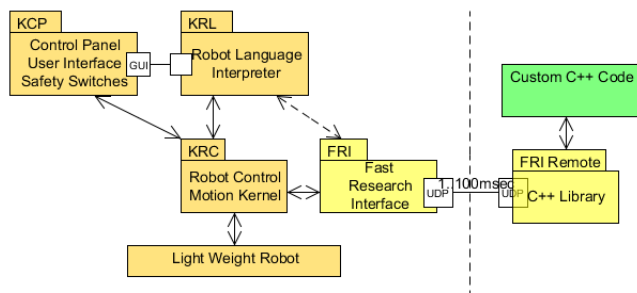 KCP
Control Panel
User Interface
Safety Switches
GUI
KRL
Robot Language
Interpreter
Custom C++ Code
KRC
Robot Control
Motion Kernel
FRI
Fast
Research
Interface
UDP
1..100msec
UDP
FRI Remote
C++ Library
Light Weight Robot